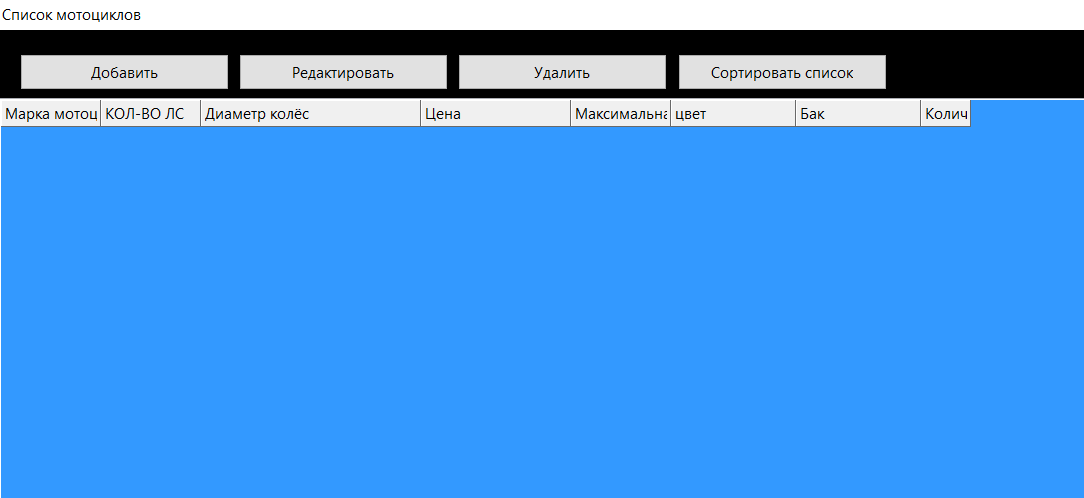 Список мотоциклов
Добавить Редактировать Удалить Сортировать список
Марка мотоц КОЛ-ВО ЛС Диаметр колёс Цена Максимальна цвет Бак Колич